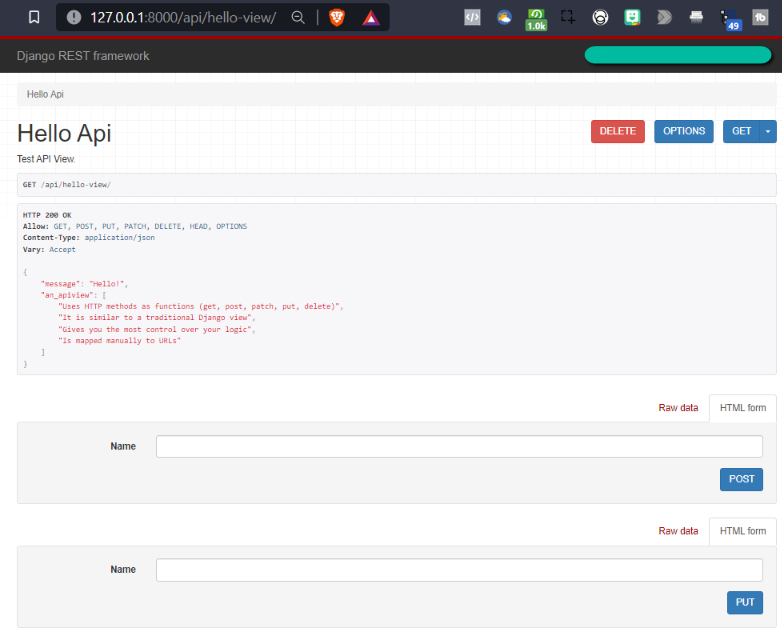 127.0.0.1:8000/api/hello-view/
1.0k
49
Django REST framework
Hello Api
Hello Api
DELETE
OPTIONS
GET
Test API View.
GET /api/hello-view/
HTTP 200 OK
Allow: GET, POST, PUT, PATCH, DELETE, HEAD, OPTIONS
Content-Type: application/json
Vary: Accept
{
"message": "Hello!",
"an_apiview": [
"Uses HTTP methods as functions (get, post, patch, put, delete)",
"It is similar to a traditional Django view",
"Gives you the most control over your logic",
"Is mapped manually to URLs"
]
}
Raw data
HTML form
Name
POST
Raw data
HTML form
Name
PUT